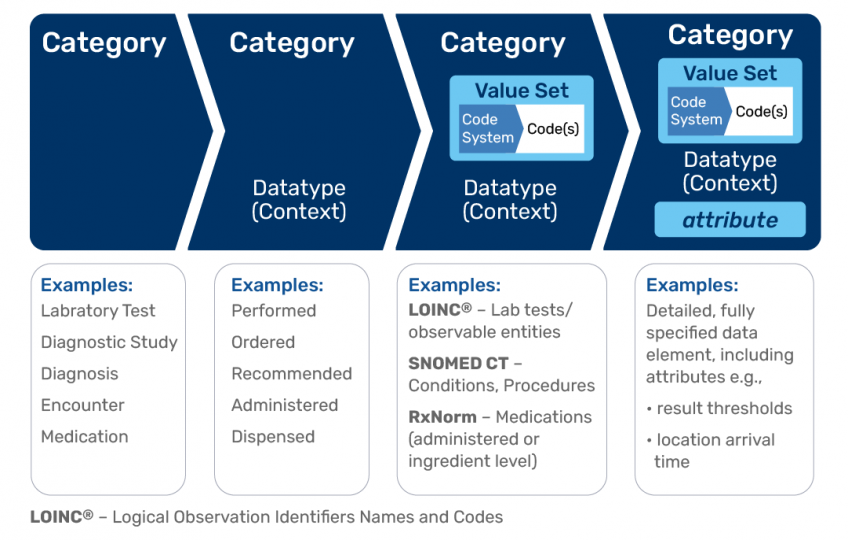 Category
Category
Datatype
(Context)
Category
Value Set
Code
System
Code(s)
Datatype
(Context)
Category
Value Set
Code
System
Code(s)
Datatype
(Context)
attribute
Examples:
Labratory Test
Diagnostic Study
Diagnosis
Encounter
Medication
Examples:
Performed
Ordered
Recommended
Administered
Dispensed
Examples:
LOINC® – Lab tests/
observable entities
SNOMED CT –
Conditions, Procedures
RxNorm – Medications
(administered or
ingredient level)
Examples:
Detailed, fully
specified data
element, including
attributes e.g.,
• result thresholds
• location arrival
time
LOINC® – Logical Observation Identifiers Names and Codes